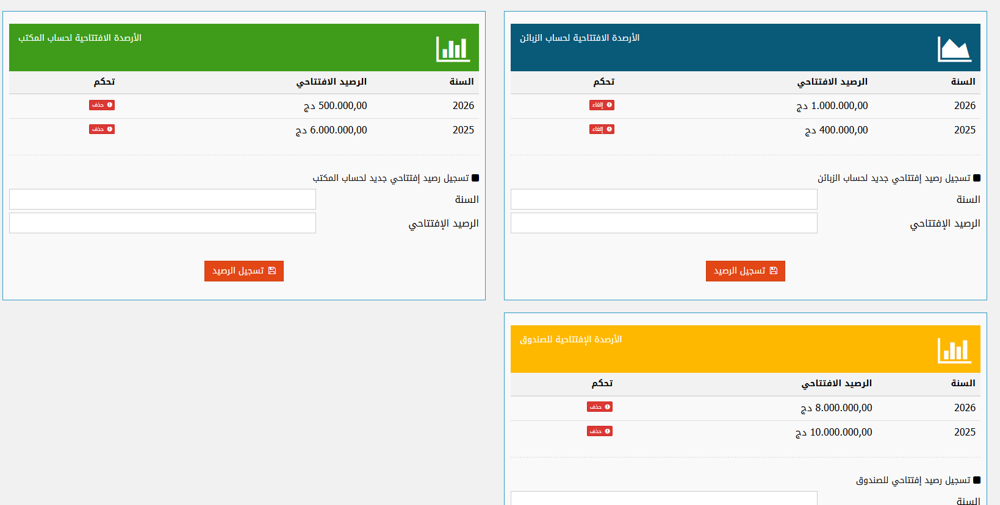 الأرصدة الافتتاحية لحساب الزبائن
السنة الرصيد الافتتاحي تحكم
2026 1.000.000,00 دج إلغاء
2025 400.000,00 دج إلغاء
تسجيل رصيد إفتتاحي جديد لحساب الزبائن
السنة
الرصيد الإفتتاحي
تسجيل الرصيد
الأرصدة الافتتاحية لحساب المكتب
السنة الرصيد الافتتاحي تحكم
2026 500.000,00 دج حذف
2025 6.000.000,00 دج حذف
تسجيل رصيد إفتتاحي جديد لحساب المكتب
السنة
الرصيد الإفتتاحي
تسجيل الرصيد
الأرصدة الإفتتاحية للصندوق
السنة الرصيد الافتتاحي تحكم
2026 8.000.000,00 دج حذف
2025 10.000.000,00 دج حذف
تسجيل رصيد إفتتاحي للصندوق
السنة